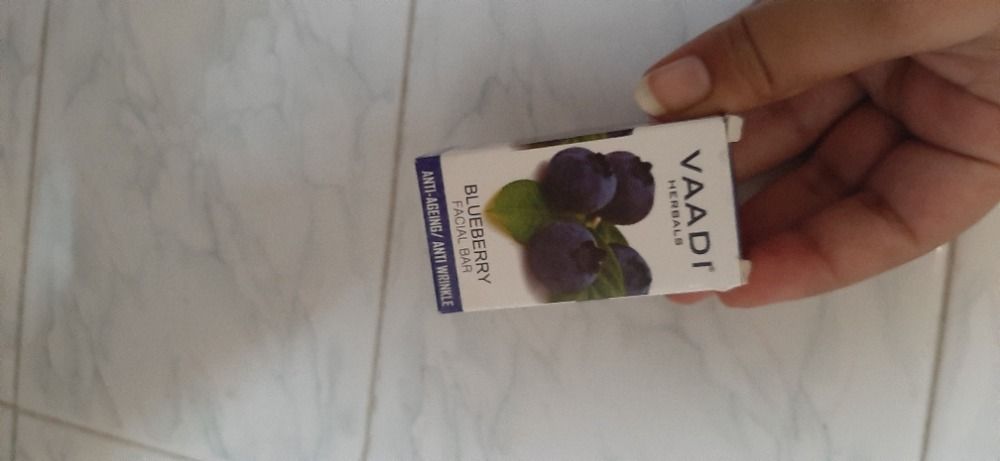 VAADI
HERBALS
BLUEBERRY
FACIAL BAR
ANTI-AGEING/ ANTI WRINKLE